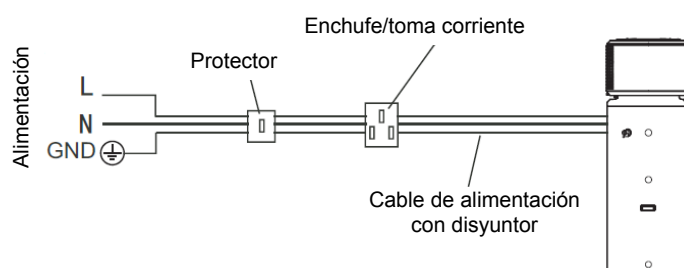 Enchufe/toma corriente
Protector
Alimentación
L
N
GND
Cable de alimentación
con disyuntor